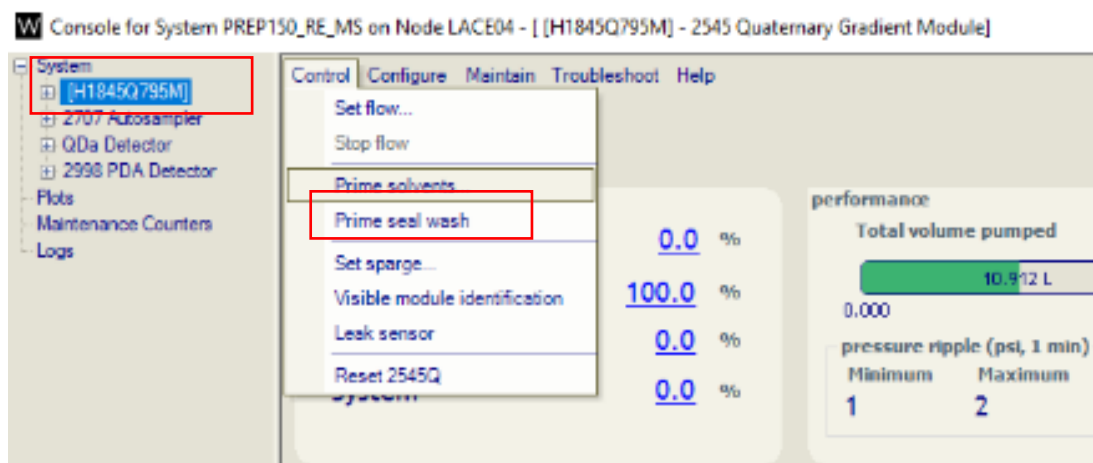 W Console for System PREP150_RE_MS on Node LACE04 - [ [H1845Q795M] - 2545 Quaternary Gradient Module]
System
[H1845Q795M]
2707 Autosampler
QDa Detector
2998 PDA Detector
Plots
Maintenance Counters
Logs
Control Configure Maintain Troubleshoot Help
Set flow...
Stop flow
Prime solvents...
Prime seal wash
Set sparge...
Visible module identification
Leak sensor
Reset 2545Q
System
0.0 %
100.0 %
0.0 %
0.0 %
performance
Total volume pumped
10.912 L
0.000
pressure ripple (psi, 1 min)
Minimum Maximum
1 2